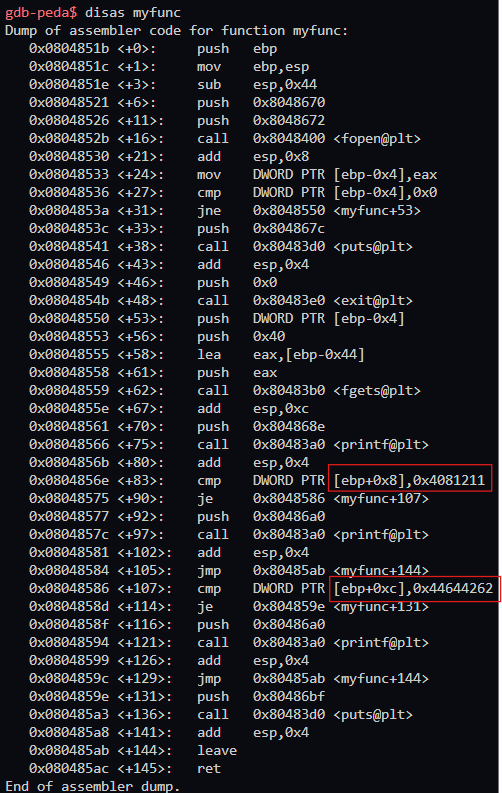 gdb-peda$ disas myfunc
Dump of assembler code for function myfunc:
   0x0804851b <+0>:     push   ebp
   0x0804851c <+1>:     mov    ebp,esp
   0x0804851e <+3>:     sub    esp,0x44
   0x08048521 <+6>:     push   0x8048670
   0x08048526 <+11>:    push   0x8048672
   0x0804852b <+16>:    call   0x8048400 <fopen@plt>
   0x08048530 <+21>:    add    esp,0x8
   0x08048533 <+24>:    mov    DWORD PTR [ebp-0x4],eax
   0x08048536 <+27>:    cmp    DWORD PTR [ebp-0x4],0x0
   0x0804853a <+31>:    jne    0x8048550 <myfunc+53>
   0x0804853c <+33>:    push   0x804867c
   0x08048541 <+38>:    call   0x80483d0 <puts@plt>
   0x08048546 <+43>:    add    esp,0x4
   0x08048549 <+46>:    push   0x0
   0x0804854b <+48>:    call   0x80483e0 <exit@plt>
   0x08048550 <+53>:    push   DWORD PTR [ebp-0x4]
   0x08048553 <+56>:    push   0x40
   0x08048555 <+58>:    lea    eax,[ebp-0x44]
   0x08048558 <+61>:    push   eax
   0x08048559 <+62>:    call   0x80483b0 <fgets@plt>
   0x0804855e <+67>:    add    esp,0xc
   0x08048561 <+70>:    push   0x804868e
   0x08048566 <+75>:    call   0x80483a0 <printf@plt>
   0x0804856b <+80>:    add    esp,0x4
   0x0804856e <+83>:    cmp    DWORD PTR [ebp+0x8],0x4081211
   0x08048575 <+90>:    je     0x8048586 <myfunc+107>
   0x08048577 <+92>:    push   0x80486a0
   0x0804857c <+97>:    call   0x80483a0 <printf@plt>
   0x08048581 <+102>:   add    esp,0x4
   0x08048584 <+105>:   jmp    0x80485ab <myfunc+144>
   0x08048586 <+107>:   cmp    DWORD PTR [ebp+0xc],0x44644262
   0x0804858d <+114>:   je     0x804859e <myfunc+131>
   0x0804858f <+116>:   push   0x80486a0
   0x08048594 <+121>:   call   0x80483a0 <printf@plt>
   0x08048599 <+126>:   add    esp,0x4
   0x0804859c <+129>:   jmp    0x80485ab <myfunc+144>
   0x0804859e <+131>:   push   0x80486bf
   0x080485a3 <+136>:   call   0x80483d0 <puts@plt>
   0x080485a8 <+141>:   add    esp,0x4
   0x080485ab <+144>:   leave
   0x080485ac <+145>:   ret
End of assembler dump.